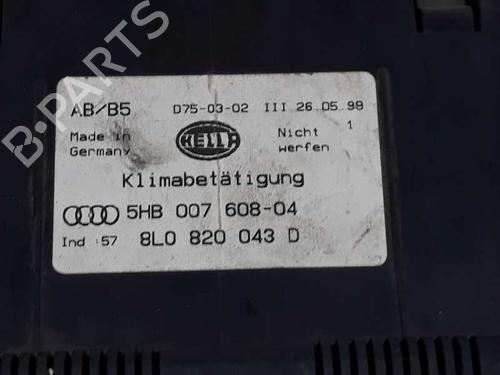 B-PARTS
AB/B5 D75-03-02 III 26.05.98
Made in Germany HELLA Nicht werfen 1
Klimabetätigung
5HB 007 608-04
Ind :57 8L0 820 043 D